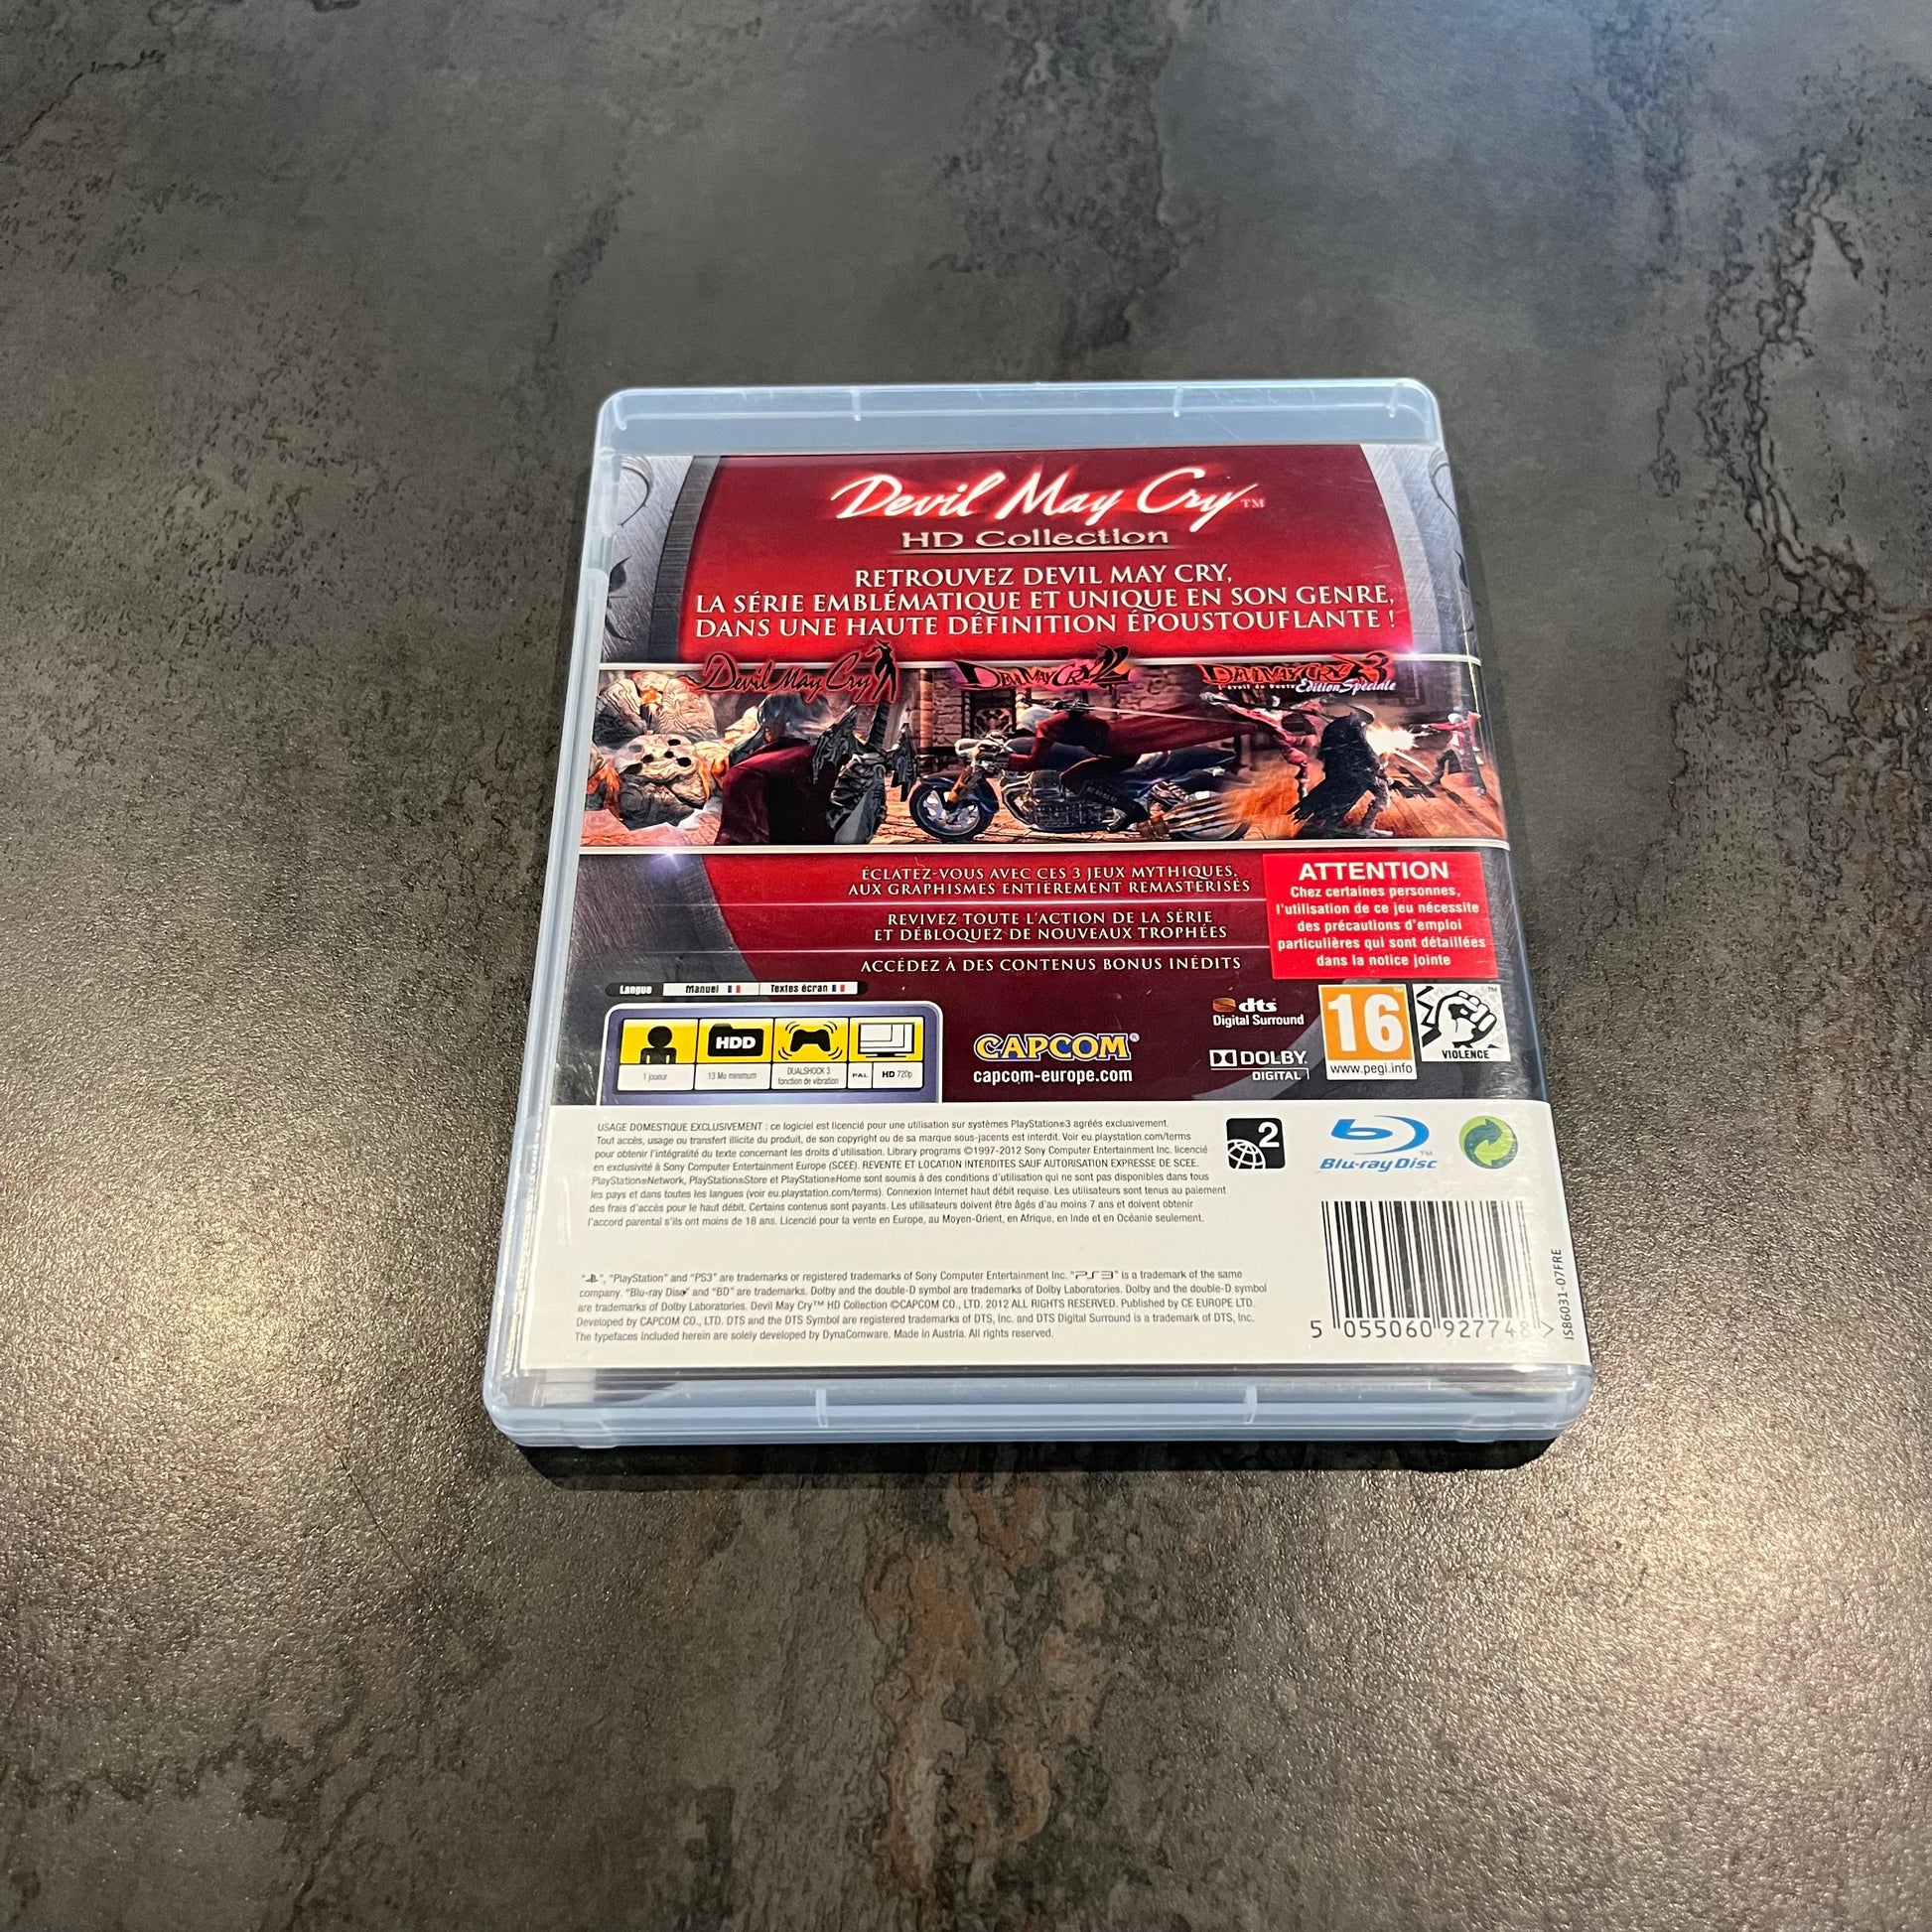 Devil May Cry™
HD Collection
RETROUVEZ DEVIL MAY CRY,
LA SÉRIE EMBLÉMATIQUE ET UNIQUE EN SON GENRE,
DANS UNE HAUTE DÉFINITION ÉPOUSTOUFLANTE !
Devil May Cry
DEVIL MAY CRY 2
DEVIL MAY CRY 3
L'éveil de Dante Édition Spéciale
ÉCLATEZ-VOUS AVEC CES 3 JEUX MYTHIQUES,
AUX GRAPHISMES ENTIÈREMENT REMASTERISÉS
REVIVEZ TOUTE L'ACTION DE LA SÉRIE
ET DÉBLOQUEZ DE NOUVEAUX TROPHÉES
ACCÉDEZ À DES CONTENUS BONUS INÉDITS
ATTENTION
Chez certaines personnes,
l'utilisation de ce jeu nécessite
des précautions d'emploi
particulières qui sont détaillées
dans la notice jointe
Langue Manuel Textes écran
HDD
1 joueur
13 Mo minimum
DUALSHOCK 3
fonction de vibration
PAL HD 720p
CAPCOM®
capcom-europe.com
dts
Digital Surround
DOLBY
DIGITAL
16
www.pegi.info
VIOLENCE
USAGE DOMESTIQUE EXCLUSIVEMENT : ce logiciel est licencié pour une utilisation sur systèmes PlayStation®3 agréés exclusivement.
Tout accès, usage ou transfert illicite du produit, de son copyright ou de sa marque sous-jacents est interdit. Voir eu.playstation.com/terms
pour obtenir l'intégralité du texte concernant les droits d'utilisation. Library programs ©1997-2012 Sony Computer Entertainment Inc. licencié
en exclusivité à Sony Computer Entertainment Europe (SCEE). REVENTE ET LOCATION INTERDITES SAUF AUTORISATION EXPRESSE DE SCEE.
PlayStation®Network, PlayStation®Store et PlayStation®Home sont soumis à des conditions d'utilisation qui ne sont pas disponibles dans tous
les pays et dans toutes les langues (voir eu.playstation.com/terms). Connexion Internet haut débit requise. Les utilisateurs sont tenus au paiement
des frais d'accès pour le haut débit. Certains contenus sont payants. Les utilisateurs doivent être âgés d'au moins 7 ans et doivent obtenir
l'accord parental s'ils ont moins de 18 ans. Licencié pour la vente en Europe, au Moyen-Orient, en Afrique, en Inde et en Océanie seulement.
2
Blu-ray Disc™
"PlayStation" and "PS3" are trademarks or registered trademarks of Sony Computer Entertainment Inc. "PS3" is a trademark of the same
company. "Blu-ray Disc" and "BD" are trademarks. Dolby and the double-D symbol are trademarks of Dolby Laboratories. Dolby and the double-D symbol
are trademarks of Dolby Laboratories. Devil May Cry™ HD Collection ©CAPCOM CO., LTD. 2012 ALL RIGHTS RESERVED. Published by CE EUROPE LTD.
Developed by CAPCOM CO., LTD. DTS and the DTS Symbol are registered trademarks of DTS, Inc. and DTS Digital Surround is a trademark of DTS, Inc.
The typefaces included herein are solely developed by DynaComware. Made in Austria. All rights reserved.
5 055060 927748 >
IS86031-07FRE